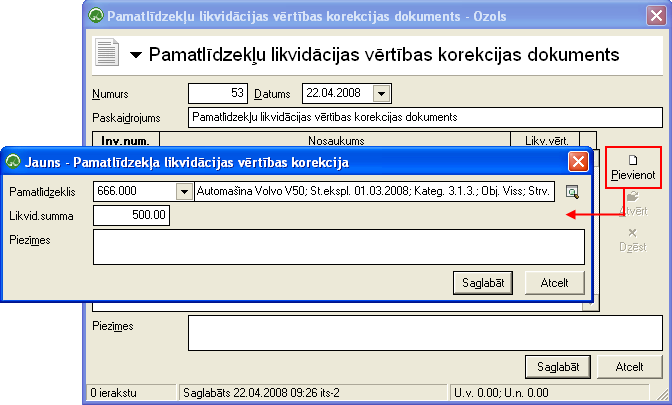 Pamatlīdzekļu likvidācijas vērtības korekcijas dokuments - Ozols
Pamatlīdzekļu likvidācijas vērtības korekcijas dokuments
Numurs 53 Datums 22.04.2008
Paskaidrojums Pamatlīdzekļu likvidācijas vērtības korekcijas dokuments
Inv.num. Nosaukums Likv.vērt.
Jauns - Pamatlīdzekļa likvidācijas vērtības korekcija
Pamatlīdzeklis 666.000 Automašīna Volvo V50; St.ekspl. 01.03.2008; Kateg. 3.1.3.; Obj. Viss; Strv.
Likvid.summa 500.00
Piezīmes
Saglabāt Atcelt
Pievienot
Atvērt
Dzēst
Piezīmes
Saglabāt Atcelt
0 ierakstu Saglabāts 22.04.2008 09:26 its-2 U.v. 0.00; U.n. 0.00